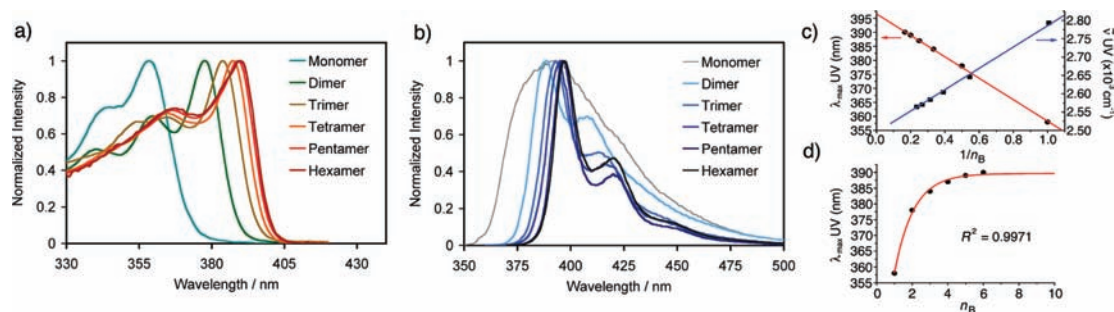 a)
Normalized Intensity
1
0.8
0.6
0.4
0.2
0
330
355
380
405
430
Wavelength / nm
Monomer
Dimer
Trimer
Tetramer
Pentamer
Hexamer
b)
Normalized Intensity
1
0.8
0.6
0.4
0.2
0
350
375
400
425
450
475
500
Wavelength / nm
Monomer
Dimer
Trimer
Tetramer
Pentamer
Hexamer
c)
λmax UV (nm)
395
390
385
380
375
370
365
360
355
0.0
0.2
0.4
0.6
0.8
1.0
1/nB
2.80
2.75
2.70
2.65
2.60
2.55
2.50
d)
λmax UV (nm)
390
385
380
375
370
365
360
355
0
2
4
6
8
10
nB
R² = 0.9971